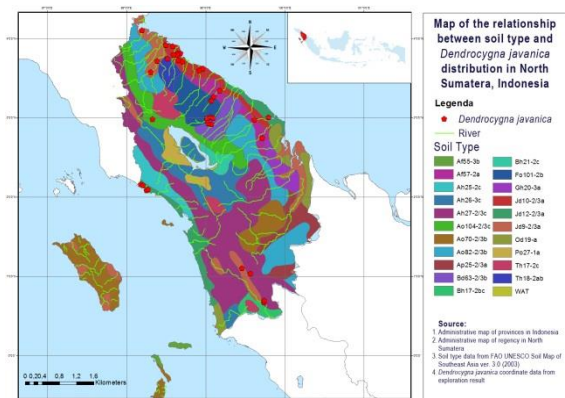 Map of the relationship
between soil type and
Dendrocygna javanica
distribution in North
Sumatera, Indonesia
Legenda
Dendrocygna javanica
River
Soil Type
Af55-3b
Af57-2a
Ah25-2c
Ah26-3c
Ah27-2/3c
Ao104-2/3c
Ao70-2/3b
Ao82-2/3b
Ap25-2/3e
Bd63-2/3b
Bh17-2bc
Bh21-2c
Fo101-2b
Gh20-3a
Jd10-2/3a
Jd12-2/3a
Jd9-2/3a
Od19-a
Po27-1a
Th17-2c
Th18-2ab
WAT
Source:
1 Administrative map of provinces in Indonesia
2 Administrative map of regency in North
Sumatera
3 Soil type data from FAO UNESCO Soil Map of
Southeast Asia ver. 3.0 (2003)
4 Dendrocygna javanica coordinate data from
exploration result
0 0,2 0,4 0,8 1,2 1,6
Kilometers